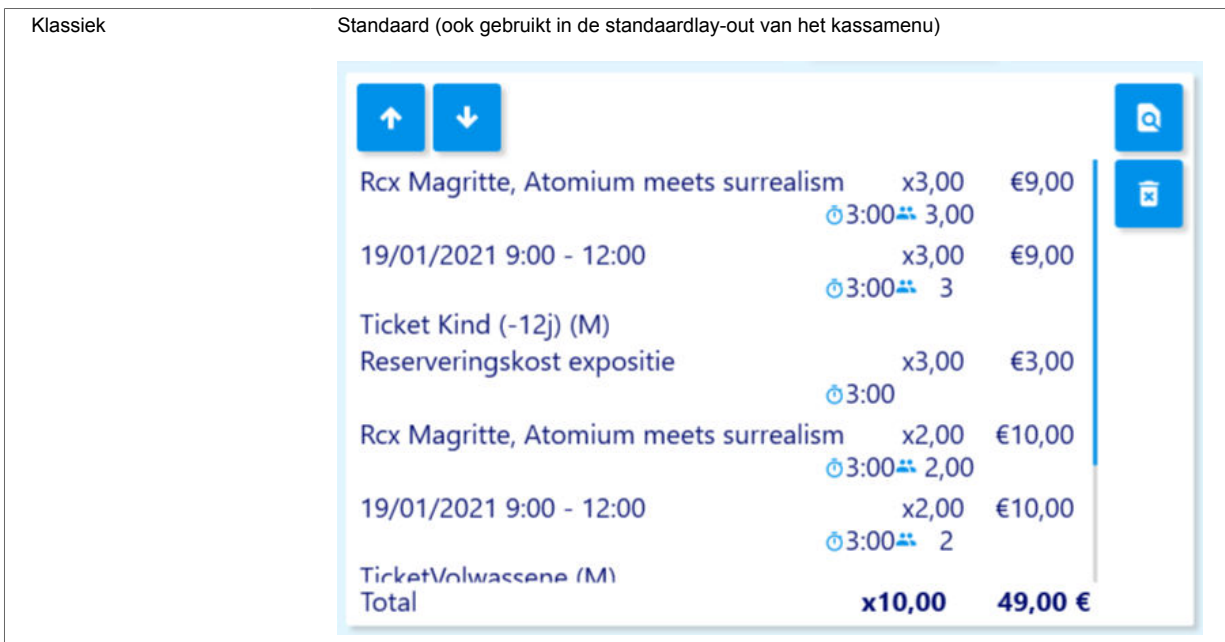 Klassiek Standaard (ook gebruikt in de standaardlay-out van het kassamenu)
Rcx Magritte, Atomium meets surrealism x3,00 €9,00
3:00 3,00
19/01/2021 9:00 - 12:00 x3,00 €9,00
3:00 3
Ticket Kind (-12j) (M)
Reserveringskost expositie x3,00 €3,00
3:00
Rcx Magritte, Atomium meets surrealism x2,00 €10,00
3:00 2,00
19/01/2021 9:00 - 12:00 x2,00 €10,00
3:00 2
TicketVolwassene (M)
Total x10,00 49,00 €